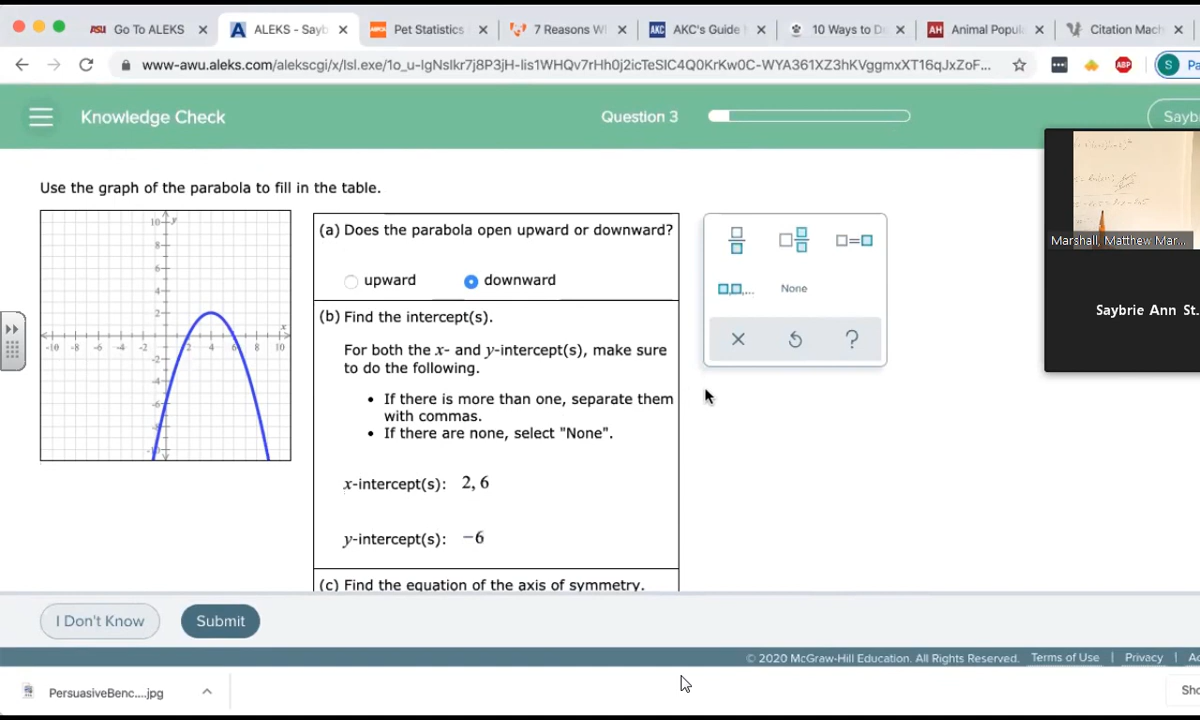 Go To ALEKS
ALEKS - Sayb
Pet Statistics
7 Reasons W
AKC's Guide
10 Ways to D
Animal Popul
Citation Mach
www-awu.aleks.com/alekscgi/x/Isl.exe/1o_u-IgNsIkr7j8P3jH-Iis1WHQv7rHh0j2icTeSIC4Q0KrKw0C-WYA361XZ3hKVggmxXT16qJxZoF...
ABP
S Pa
Knowledge Check
Question 3
Sayb
Use the graph of the parabola to fill in the table.
(a) Does the parabola open upward or downward?
upward downward
(b) Find the intercept(s).
For both the x- and y-intercept(s), make sure
to do the following.
• If there is more than one, separate them
with commas.
• If there are none, select "None".
x-intercept(s): 2, 6
y-intercept(s): −6
(c) Find the equation of the axis of symmetry.
y
10
8
6
4
2
x
-10 -8 -6 -4 -2 2 4 6 8 10
-2
-4
-6
None
Marshall, Matthew Mar...
Saybrie Ann St.
I Don't Know
Submit
© 2020 McGraw-Hill Education. All Rights Reserved. Terms of Use | Privacy | Ac
PersuasiveBenc....jpg
Sho